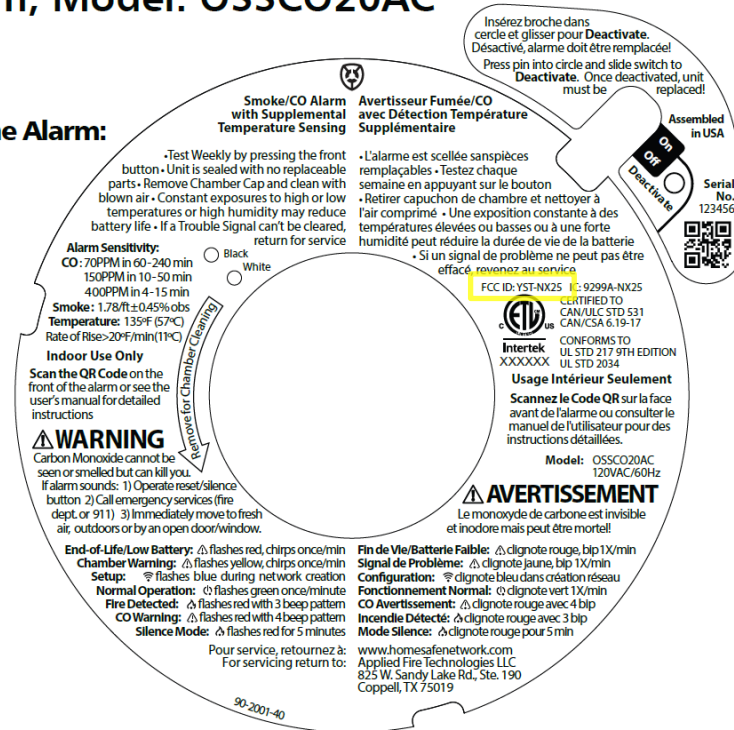 n, Model: OSSCO20AC
Insérez broche dans
cercle et glisser pour Deactivate.
Désactivé, alarme doit être remplacée!
Press pin into circle and slide switch to
Deactivate. Once deactivated, unit
must be replaced!
Assembled
in USA
On
Off
Deactivate
Serial
No.
123456
ne Alarm:
Smoke/CO Alarm
with Supplemental
Temperature Sensing
•Test Weekly by pressing the front
button • Unit is sealed with no replaceable
parts • Remove Chamber Cap and clean with
blown air • Constant exposures to high or low
temperatures or high humidity may reduce
battery life • If a Trouble Signal can't be cleared,
return for service
Avertisseur Fumée/CO
avec Détection Température
Supplémentaire
• L'alarme est scellée sanspièces
remplaçables • Testez chaque
semaine en appuyant sur le bouton
• Retirer capuchon de chambre et nettoyer à
l'air comprimé • Une exposition constante à des
températures élevées ou basses ou à une forte
humidité peut réduire la durée de vie de la batterie
• Si un signal de problème ne peut pas être
effacé, revenez au service
Alarm Sensitivity:
CO : 70PPM in 60-240 min
150PPM in 10-50 min
400PPM in 4-15 min
Smoke : 1.78/ft±0.45% obs
Temperature: 135ºF (57ºC)
Rate of Rise>20ºF/min(11ºC)
Black
White
Remove for Chamber Cleaning
Indoor Use Only
Scan the QR Code on the
front of the alarm or see the
user's manual for detailed
instructions
WARNING
Carbon Monoxide cannot be
seen or smelled but can kill you.
If alarm sounds: 1) Operate reset/silence
button 2) Call emergency services (fire
dept. or 911) 3) Immediately move to fresh
air, outdoors or by an open door/window.
FCC ID: YST-NX25 IC: 9299A-NX25
CERTIFIED TO
CAN/ULC STD 531
CAN/CSA 6.19-17
C ETL US
Intertek
XXXXXX
CONFORMS TO
UL STD 217 9TH EDITION
UL STD 2034
Usage Intérieur Seulement
Scannez le Code QR sur la face
avant de l'alarme ou consulter le
manuel de l'utilisateur pour des
instructions détaillées.
Model: OSSCO20AC
120VAC/60Hz
AVERTISSEMENT
Le monoxyde de carbone est invisible
et inodore mais peut être mortel!
End-of-Life/Low Battery: flashes red, chirps once/min
Chamber Warning: flashes yellow, chirps once/min
Setup: flashes blue during network creation
Normal Operation: flashes green once/minute
Fire Detected: flashes red with 3 beep pattern
CO Warning: flashes red with 4 beep pattern
Silence Mode: flashes red for 5 minutes
Fin de Vie/Batterie Faible: clignote rouge, bip 1X/min
Signal de Problème: clignote jaune, bip 1X/min
Configuration: clignote bleu dans création réseau
Fonctionnement Normal: clignote vert 1X/min
CO Avertisement: clignote rouge avec 4 bip
Incendie Détecté: clignote rouge avec 3 bip
Mode Silence: clignote rouge pour 5 min
Pour service, retournez à:
For servicing return to:
www.homesafenetwork.com
Applied Fire Technologies LLC
825 W. Sandy Lake Rd., Ste. 190
Coppell, TX 75019
90-2001-40